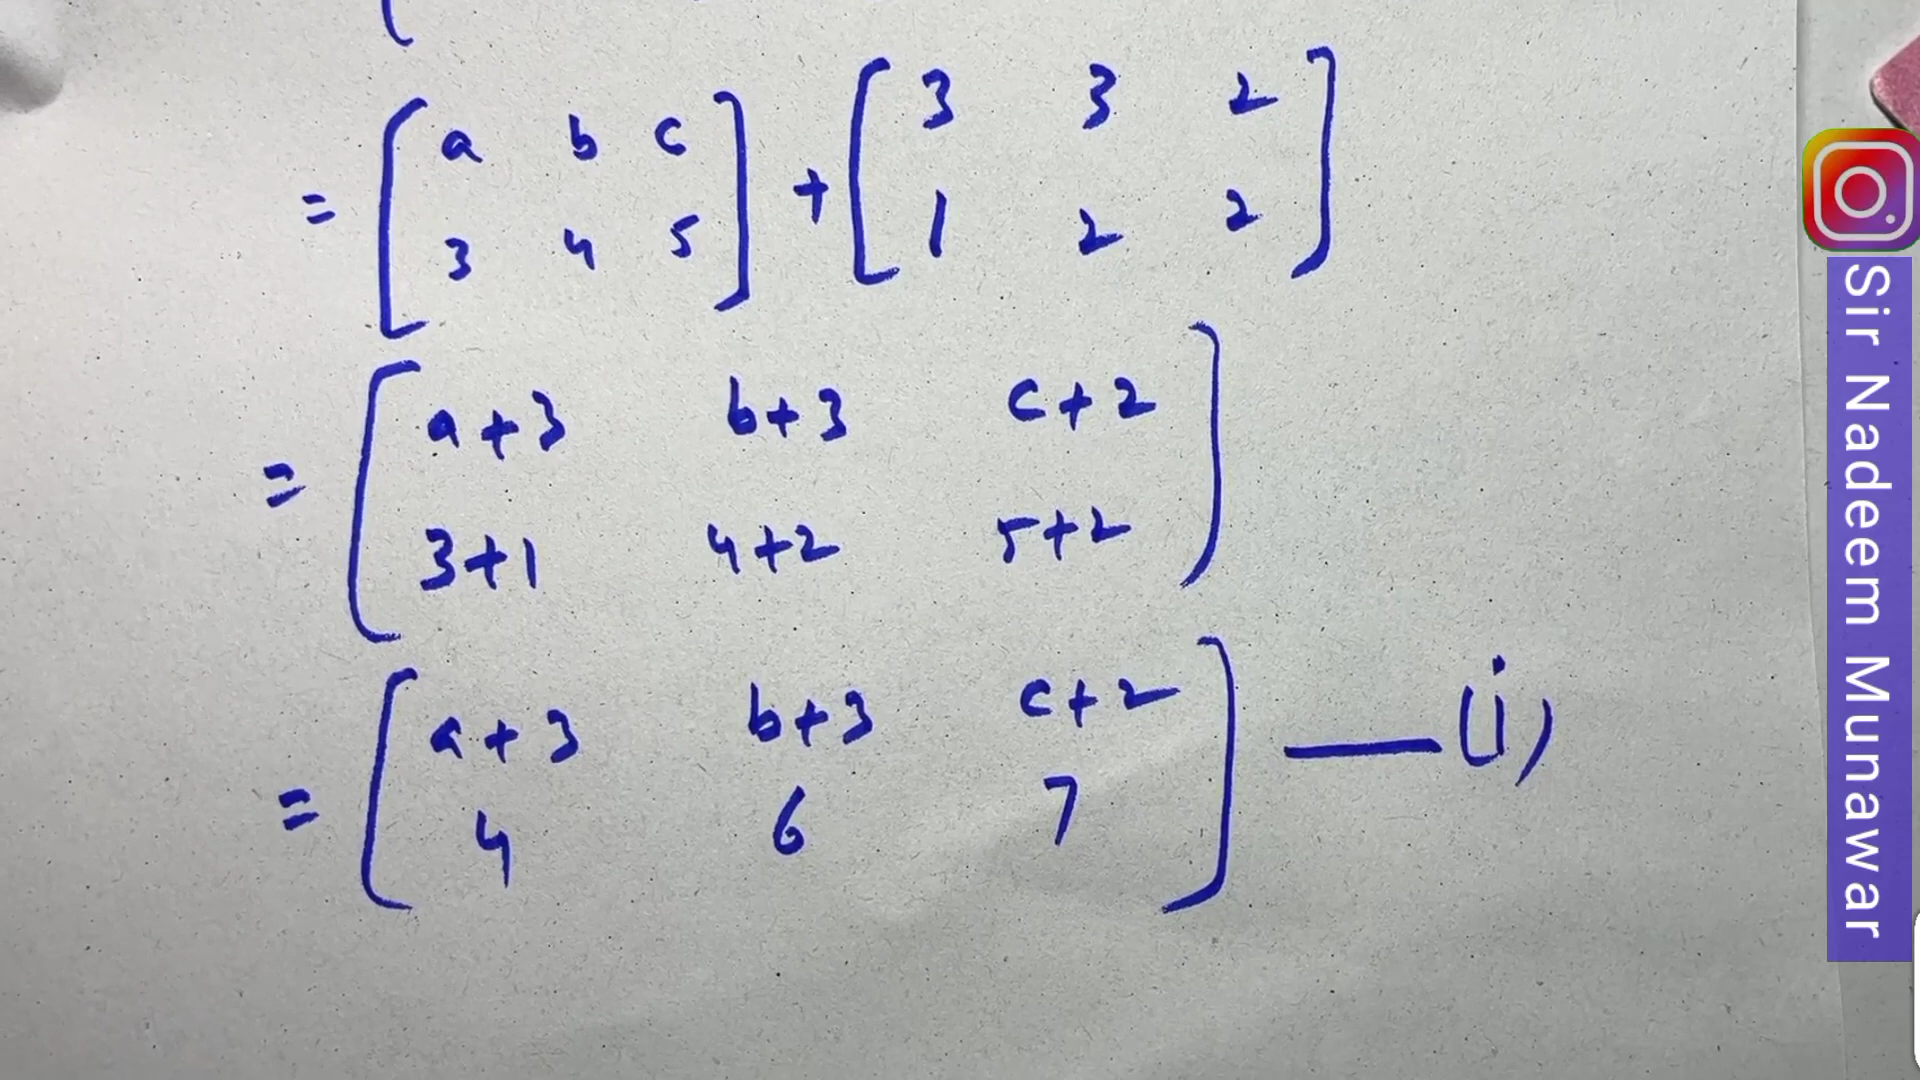 = [ a b c ] + [ 3 3 2 ]
[ 3 4 5 ] [ 1 2 2 ]
= [ a+3 b+3 c+2 ]
[ 3+1 4+2 5+2 ]
= [ a+3 b+3 c+2 ] — (i)
[ 4 6 7 ]
Sir Nadeem Munawar